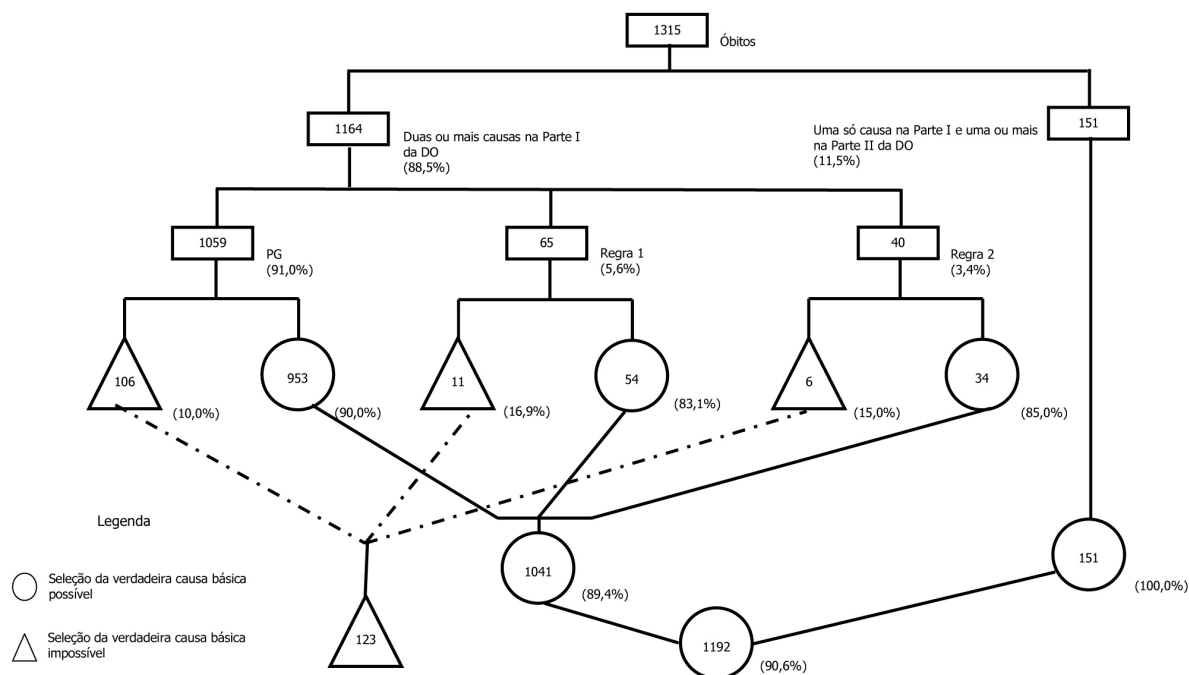 1315
Óbitos
1164
Duas ou mais causas na Parte I
da DO
(88,5%)
Uma só causa na Parte I e uma ou mais
na Parte II da DO
(11,5%)
151
1059
PG
(91,0%)
65
Regra 1
(5,6%)
40
Regra 2
(3,4%)
106
(10,0%)
953
(90,0%)
11
(16,9%)
54
(83,1%)
6
(15,0%)
34
(85,0%)
Legenda
Seleção da verdadeira causa básica
possível
Seleção da verdadeira causa básica
impossível
123
1041
(89,4%)
151
(100,0%)
1192
(90,6%)